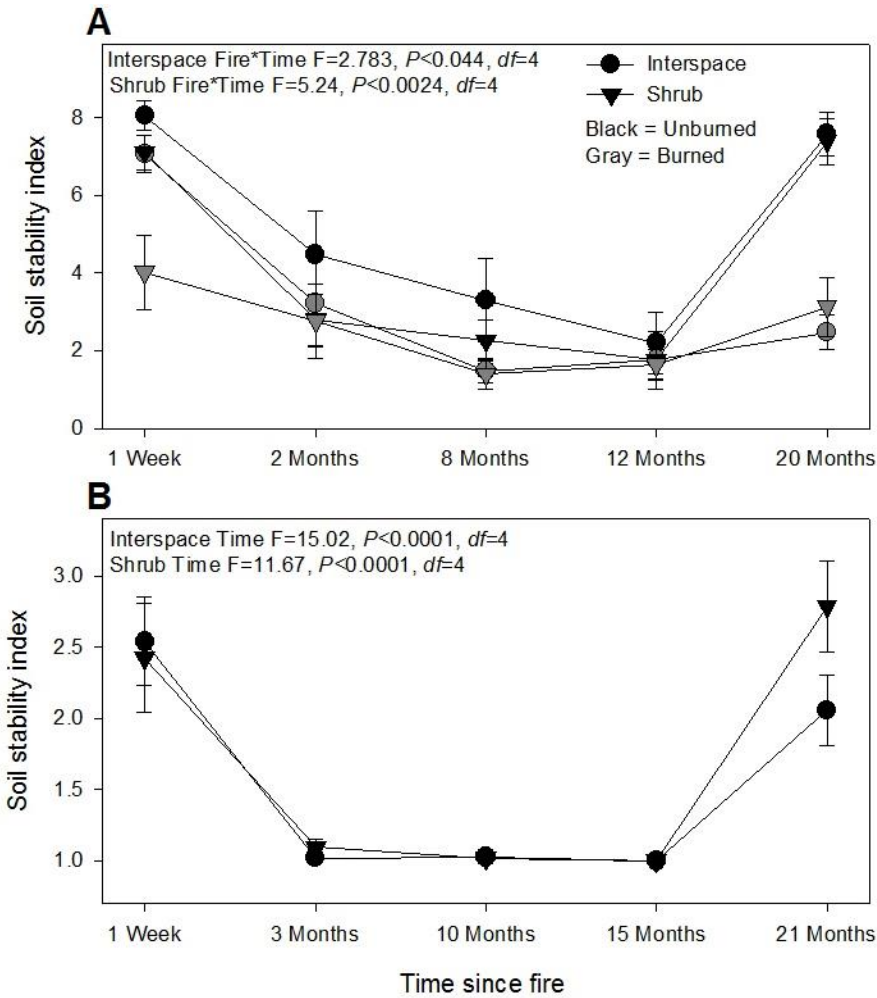 A
Interspace Fire*Time F=2.783, P<0.044, df=4
Shrub Fire*Time F=5.24, P<0.0024, df=4
Interspace
Shrub
Black = Unburned
Gray = Burned
Soil stability index
8
6
4
2
0
1 Week
2 Months
8 Months
12 Months
20 Months
B
Interspace Time F=15.02, P<0.0001, df=4
Shrub Time F=11.67, P<0.0001, df=4
Soil stability index
3.0
2.5
2.0
1.5
1.0
1 Week
3 Months
10 Months
15 Months
21 Months
Time since fire